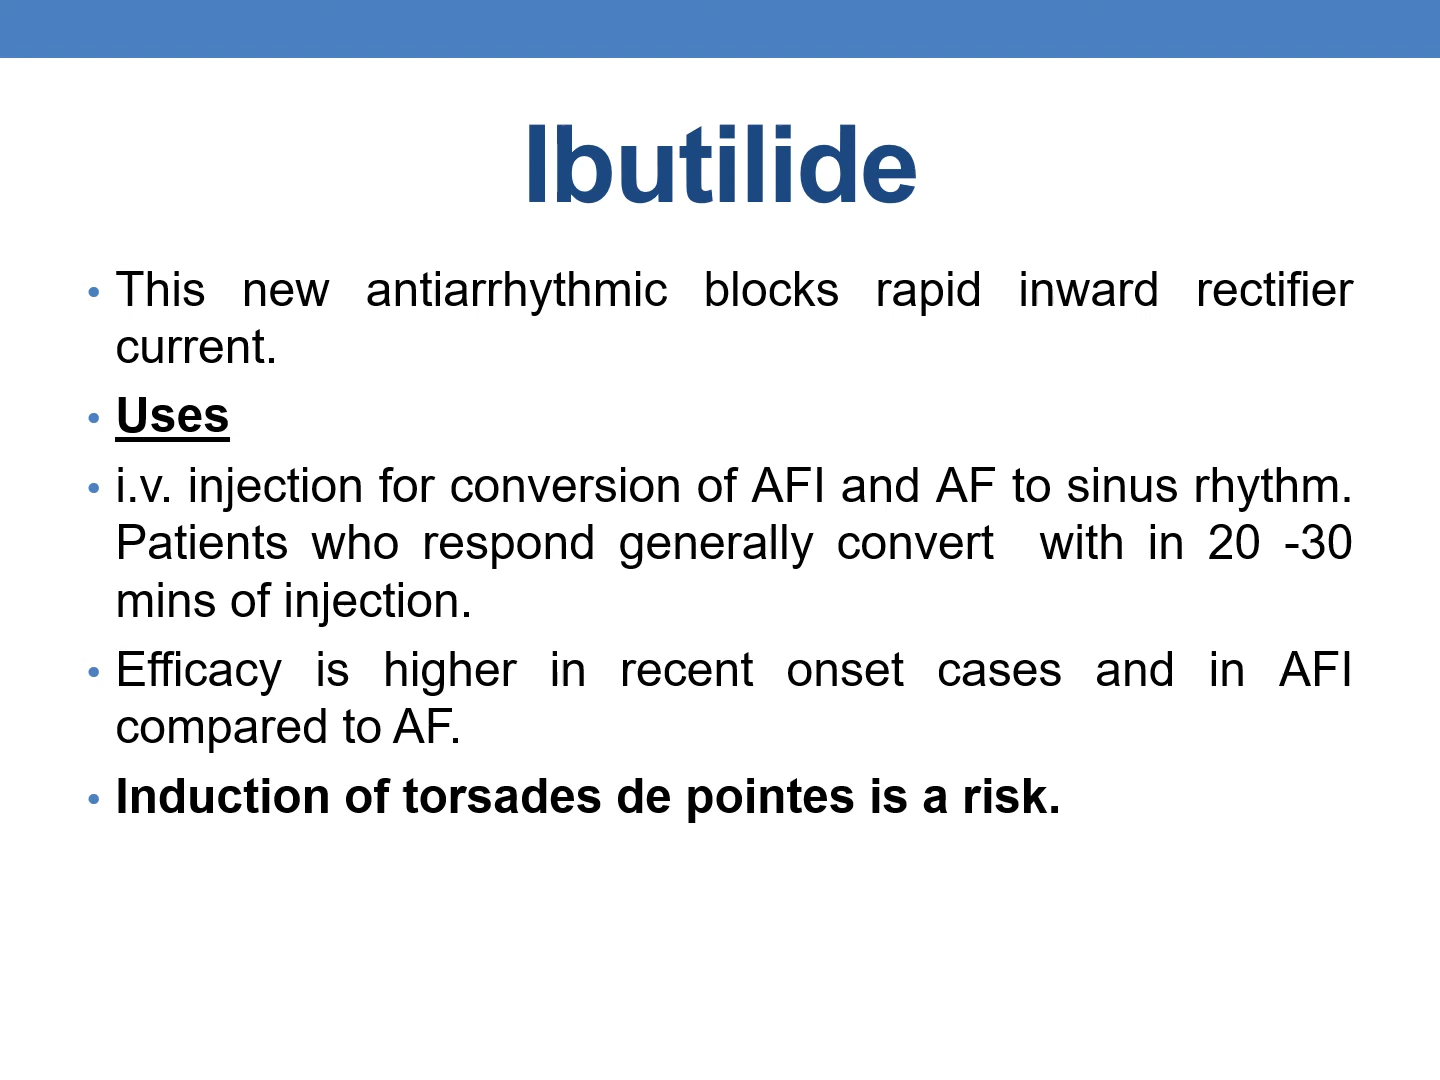 Ibutilide
• This new antiarrhythmic blocks rapid inward rectifier
current.
• Uses
• i.v. injection for conversion of AFI and AF to sinus rhythm.
Patients who respond generally convert with in 20 -30
mins of injection.
• Efficacy is higher in recent onset cases and in AFI
compared to AF.
• Induction of torsades de pointes is a risk.